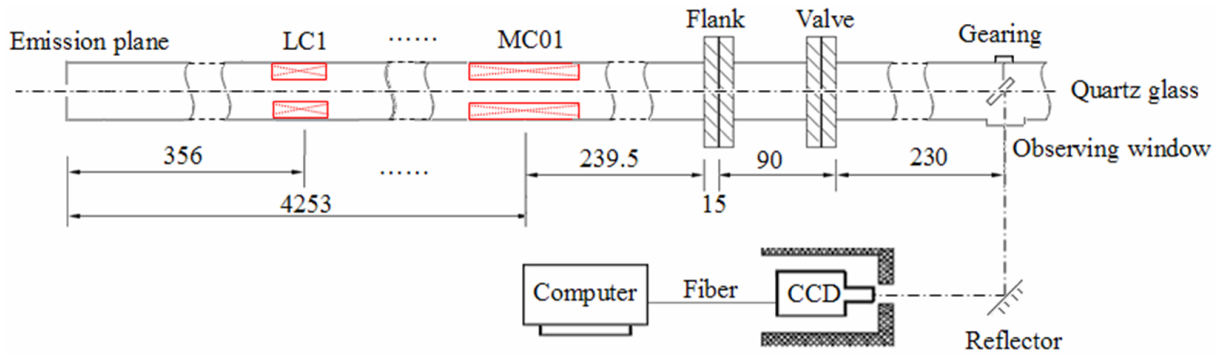 Emission plane
LC1
......
MC01
Flank
Valve
Gearing
Quartz glass
Observing window
356
......
239.5
90
230
15
4253
Computer
Fiber
CCD
Reflector